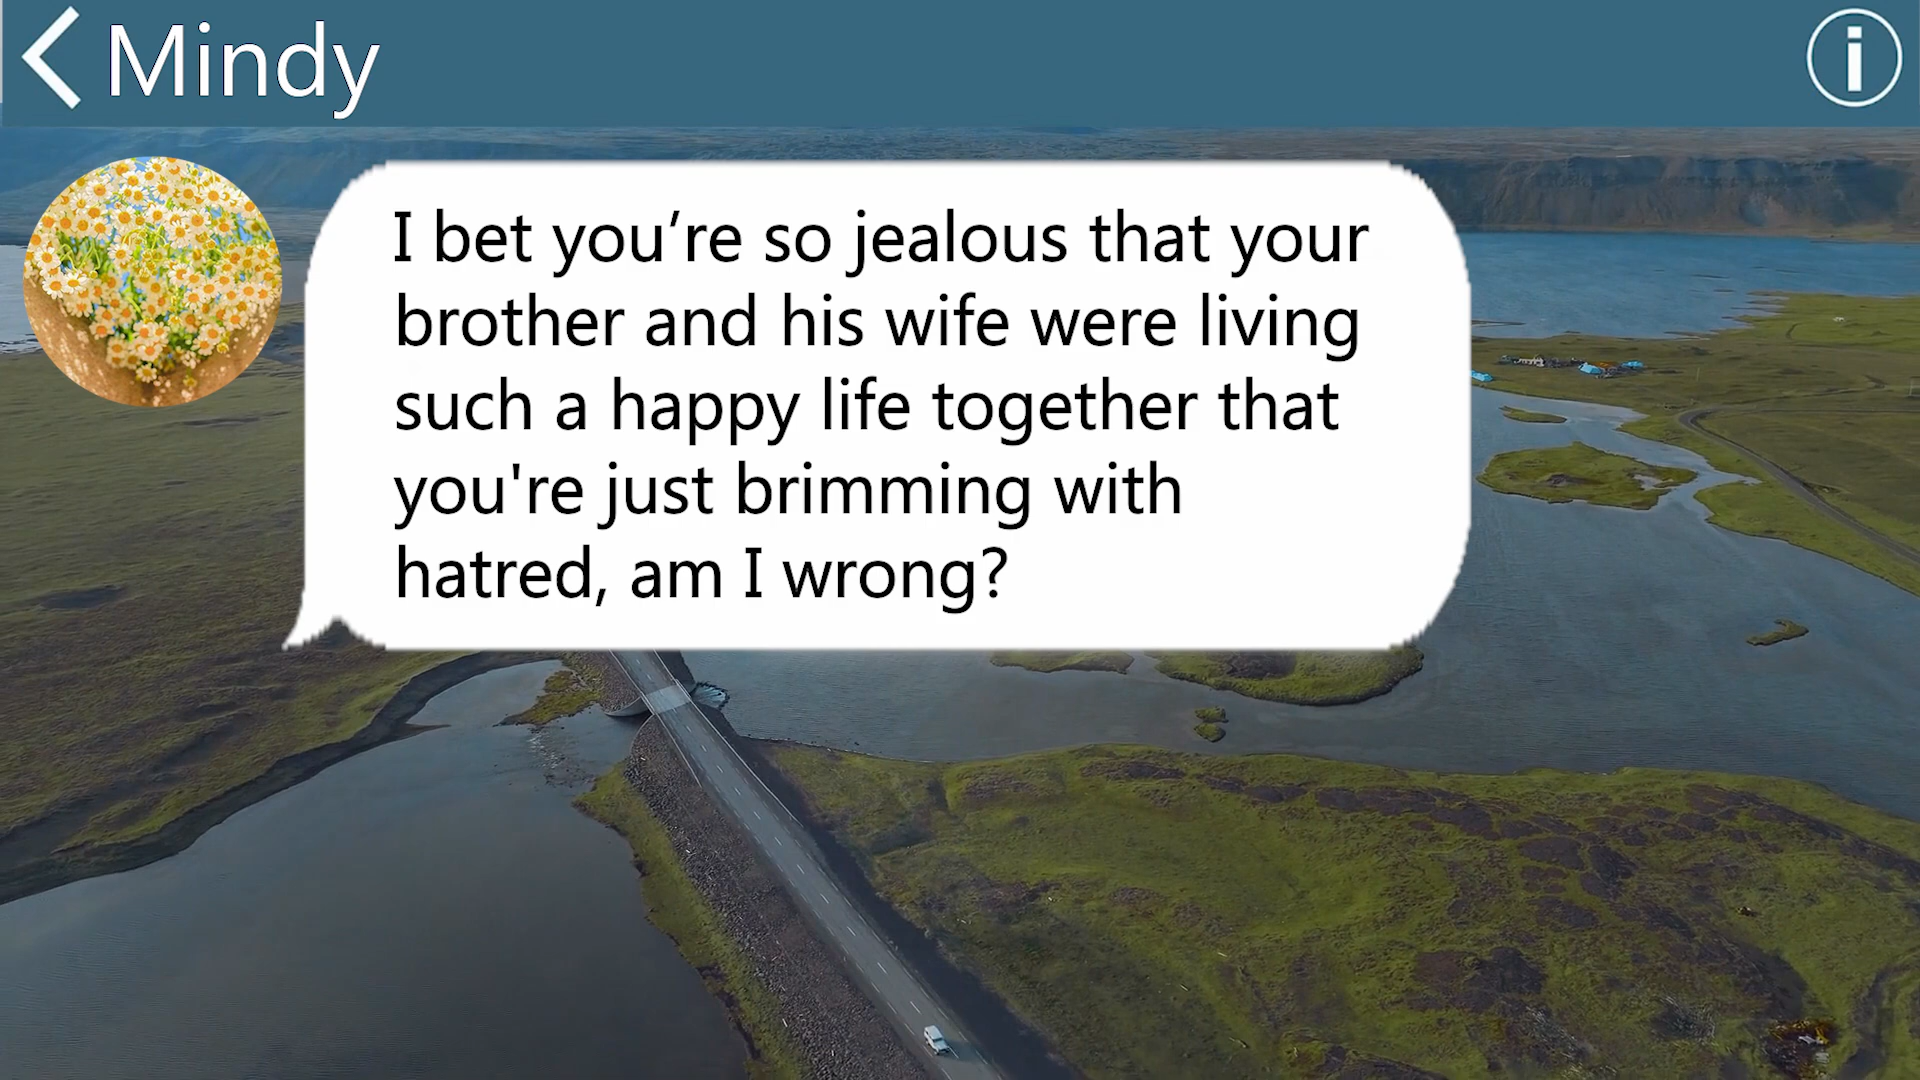 Mindy
I bet you’re so jealous that your
brother and his wife were living
such a happy life together that
you're just brimming with
hatred, am I wrong?